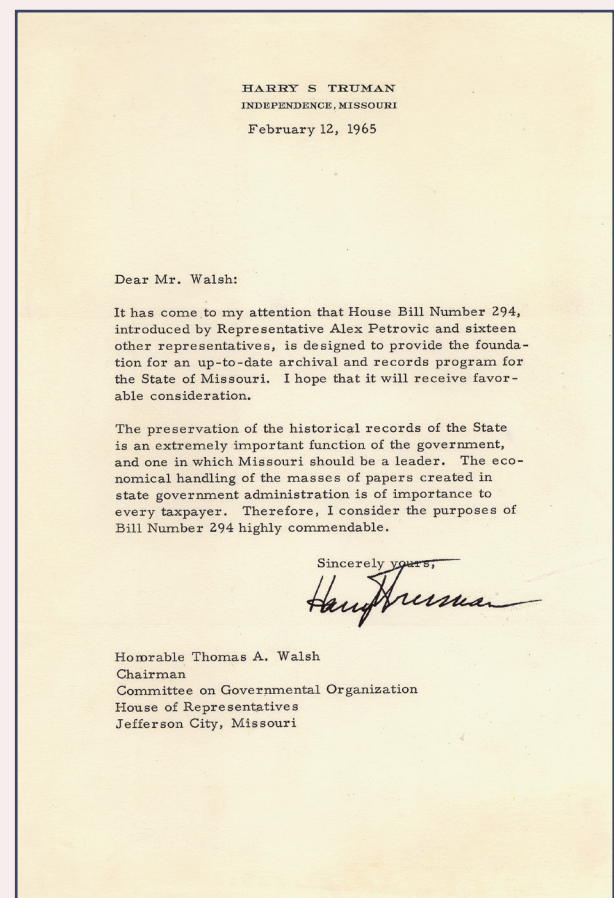 HARRY S TRUMAN
INDEPENDENCE, MISSOURI
February 12, 1965
Dear Mr. Walsh:
It has come to my attention that House Bill Number 294,
introduced by Representative Alex Petrovic and sixteen
other representatives, is designed to provide the founda-
tion for an up-to-date archival and records program for
the State of Missouri. I hope that it will receive favor-
able consideration.
The preservation of the historical records of the State
is an extremely important function of the government,
and one in which Missouri should be a leader. The eco-
nomical handling of the masses of papers created in
state government administration is of importance to
every taxpayer. Therefore, I consider the purposes of
Bill Number 294 highly commendable.
Sincerely yours,
Harry Truman
Honorable Thomas A. Walsh
Chairman
Committee on Governmental Organization
House of Representatives
Jefferson City, Missouri